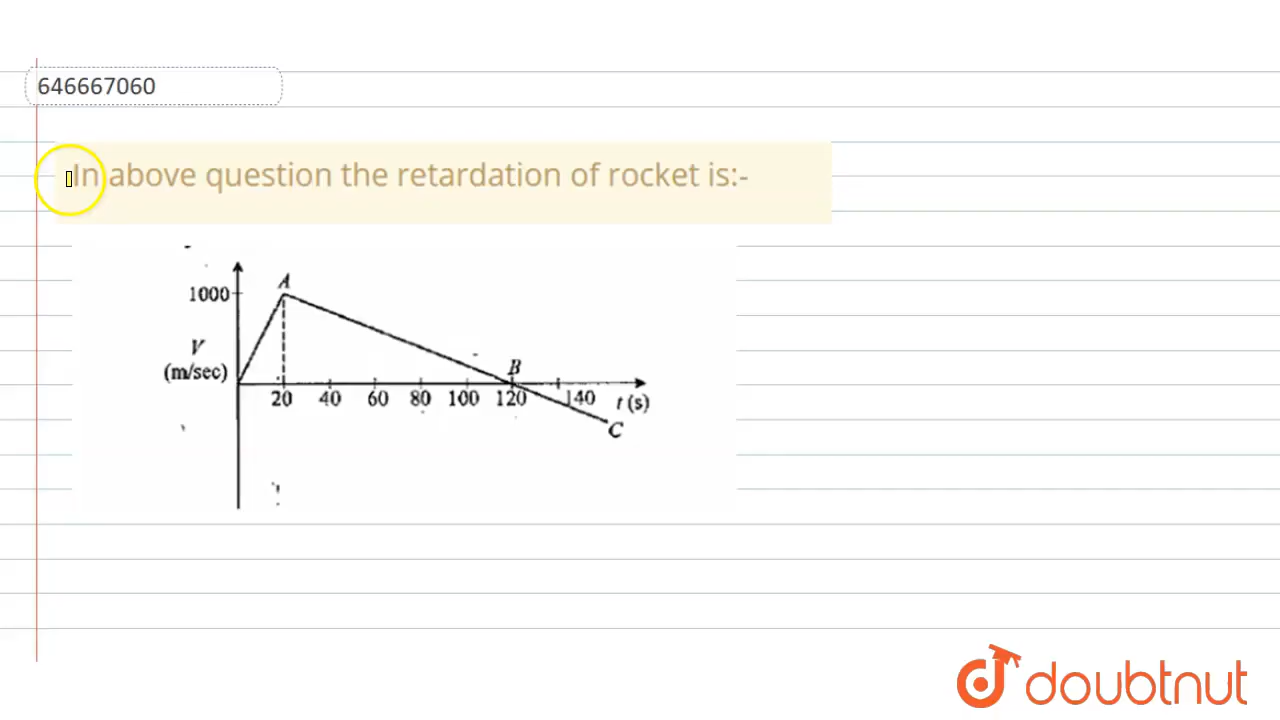 646667060
In above question the retardation of rocket is:-
A
1000
V
(m/sec)
B
20 40 60 80 100 120 140 t (s)
C
doubtnut